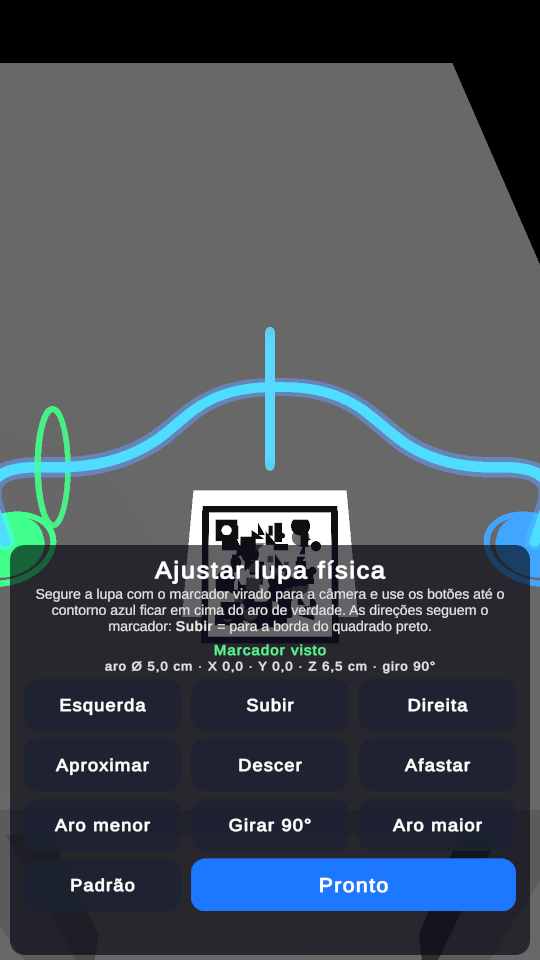 Ajustar lupa física
Segure a lupa com o marcador virado para a câmera e use os botões até o
contorno azul ficar em cima do aro de verdade. As direções seguem o
marcador: Subir = para a borda do quadrado preto.
Marcador visto
aro Ø 5,0 cm · X 0,0 · Y 0,0 · Z 6,5 cm · giro 90°
Esquerda
Subir
Direita
Aproximar
Descer
Afastar
Aro menor
Girar 90°
Aro maior
Padrão
Pronto